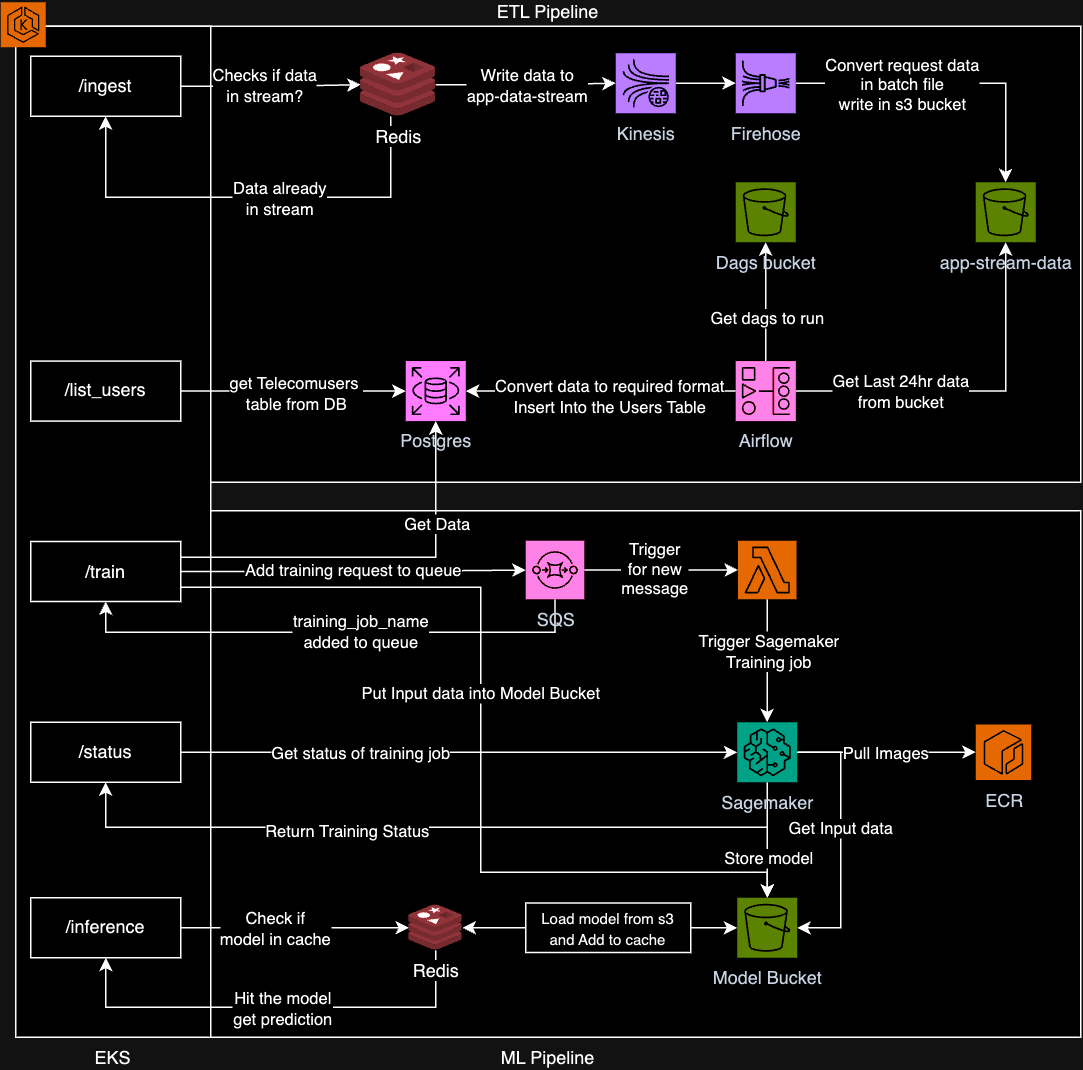 ETL Pipeline
K
/ingest
Checks if data
in stream?
Redis
Write data to
app-data-stream
Kinesis
Firehose
Convert request data
in batch file
write in s3 bucket
Data already
in stream
Dags bucket
app-stream-data
Get dags to run
/list_users
get Telecomusers
table from DB
Postgres
Convert data to required format
Insert Into the Users Table
Airflow
Get Last 24hr data
from bucket
Get Data
/train
Add training request to queue
SQS
Trigger
for new
message
training_job_name
added to queue
Trigger Sagemaker
Training job
Put Input data into Model Bucket
/status
Get status of training job
Sagemaker
Pull Images
ECR
Return Training Status
Get Input data
Store model
/inference
Check if
model in cache
Redis
Load model from s3
and Add to cache
Model Bucket
Hit the model
get prediction
EKS
ML Pipeline